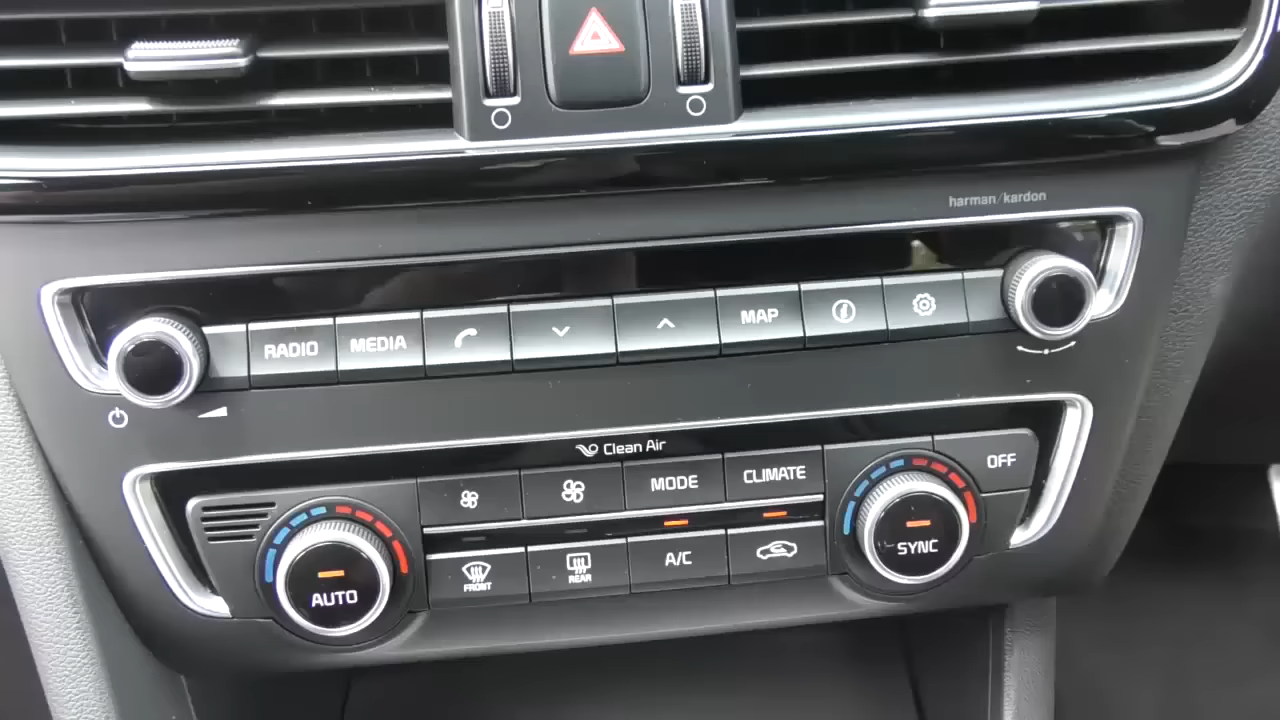 harman/kardon
RADIO
MEDIA
MAP
Clean Air
MODE
CLIMATE
OFF
FRONT
REAR
A/C
AUTO
SYNC